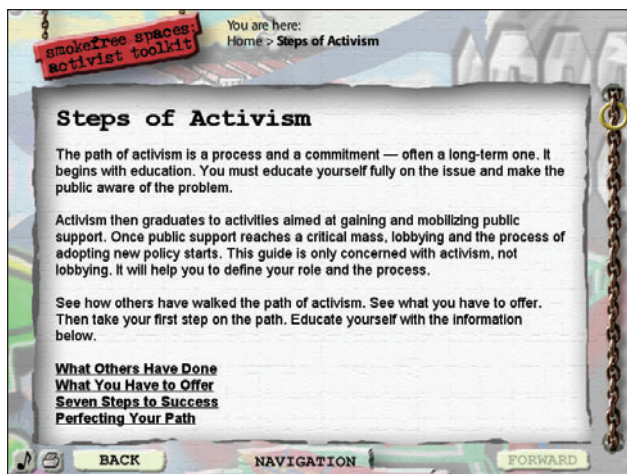 smokefree spaces:
activist toolkit
You are here:
Home > Steps of Activism
Steps of Activism
The path of activism is a process and a commitment — often a long-term one. It
begins with education. You must educate yourself fully on the issue and make the
public aware of the problem.
Activism then graduates to activities aimed at gaining and mobilizing public
support. Once public support reaches a critical mass, lobbying and the process of
adopting new policy starts. This guide is only concerned with activism, not
lobbying. It will help you to define your role and the process.
See how others have walked the path of activism. See what you have to offer.
Then take your first step on the path. Educate yourself with the information
below.
What Others Have Done
What You Have to Offer
Seven Steps to Success
Perfecting Your Path
BACK
NAVIGATION
FORWARD